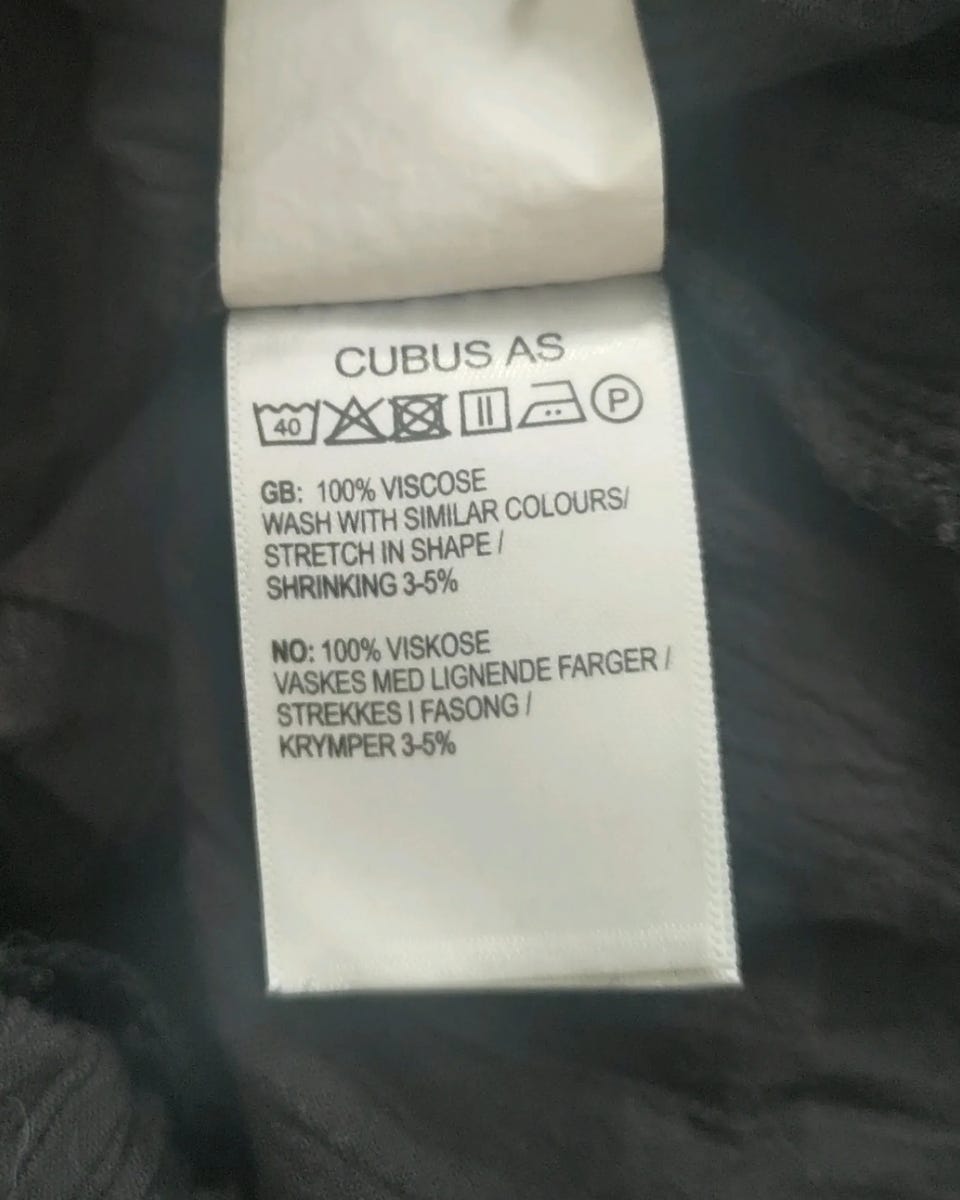 CUBUS AS
40 P
GB: 100% VISCOSE
WASH WITH SIMILAR COLOURS/
STRETCH IN SHAPE /
SHRINKING 3-5%
NO: 100% VISKOSE
VASKES MED LIGNENDE FARGER /
STREKKES I FASONG /
KRYMPER 3-5%